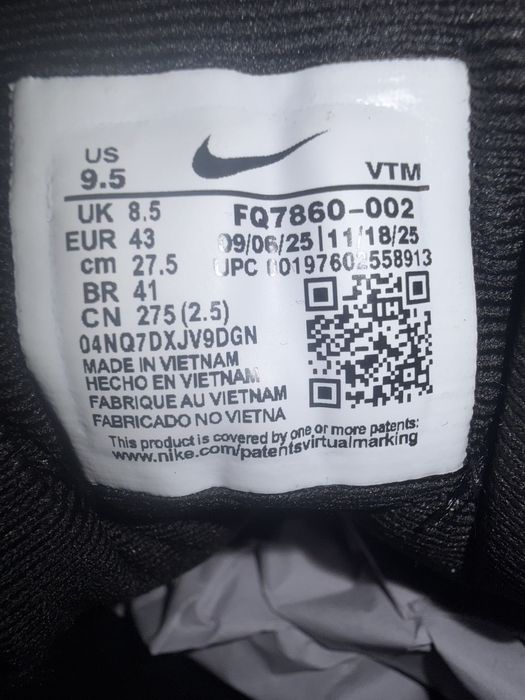 US
9.5
VTM
UK 8.5
FQ7860-002
EUR 43
09/06/25|11/18/25
cm 27.5
UPC 00197602558913
BR 41
CN 275(2.5)
04NQ7DXJV9DGN
MADE IN VIETNAM
HECHO EN VIETNAM
FABRIQUE AU VIETNAM
FABRICADO NO VIETNA
This product is covered by one or more patents:
www.nike.com/patentsvirtualmarking